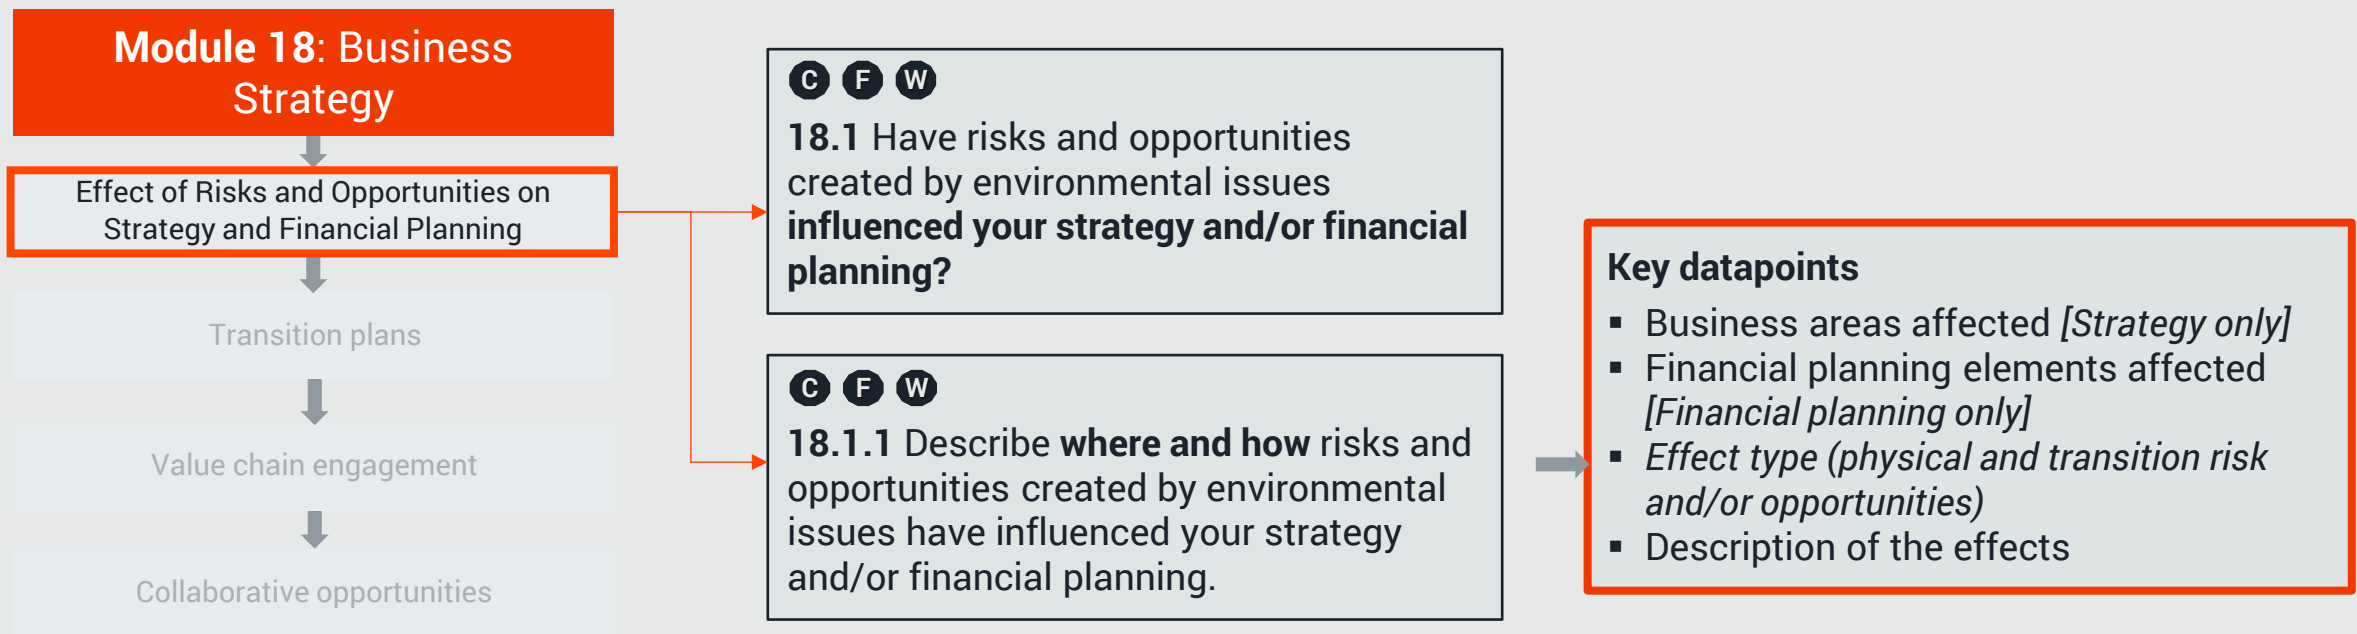 Module 18: Business
Strategy
Effect of Risks and Opportunities on
Strategy and Financial Planning
Transition plans
Value chain engagement
Collaborative opportunities
C F W
18.1 Have risks and opportunities
created by environmental issues
influenced your strategy and/or financial
planning?
C F W
18.1.1 Describe where and how risks and
opportunities created by environmental
issues have influenced your strategy
and/or financial planning.
Key datapoints
▪ Business areas affected [Strategy only]
▪ Financial planning elements affected
[Financial planning only]
▪ Effect type (physical and transition risk
and/or opportunities)
▪ Description of the effects